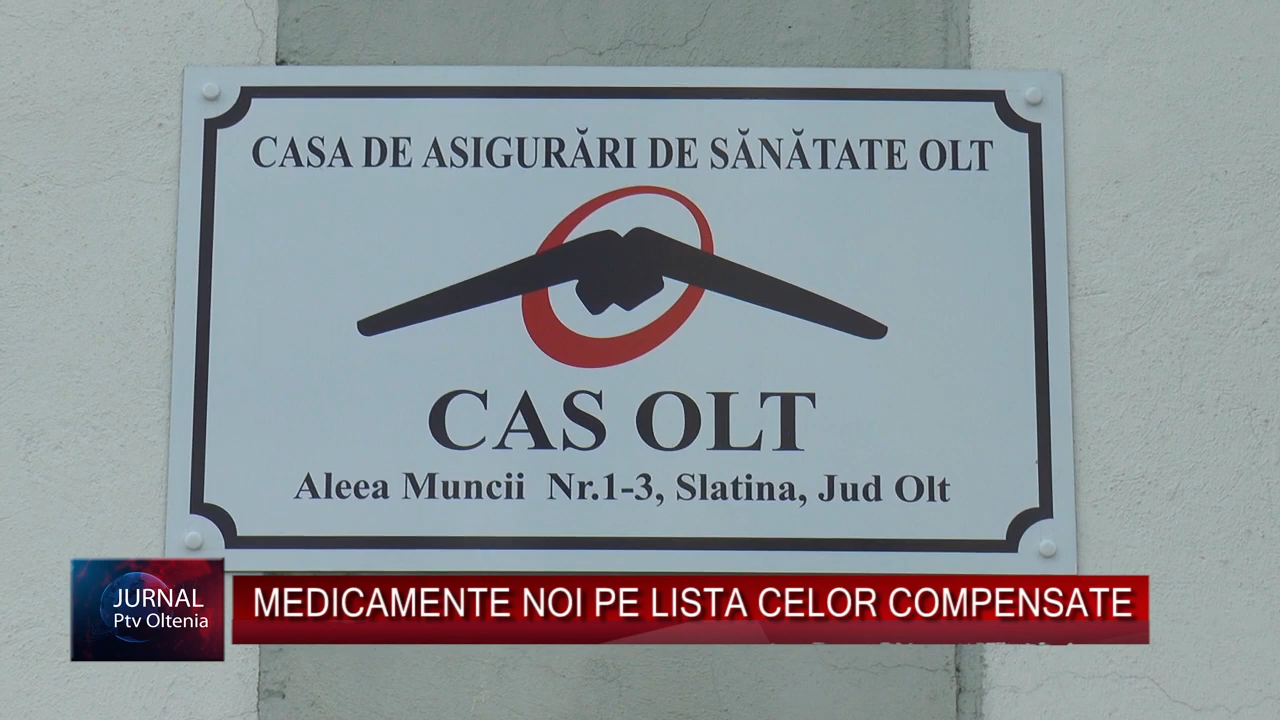 CASA DE ASIGURĂRI DE SĂNĂTATE OLT
CAS OLT
Aleea Muncii Nr.1-3, Slatina, Jud Olt
JURNAL
Ptv Oltenia
MEDICAMENTE NOI PE LISTA CELOR COMPENSATE